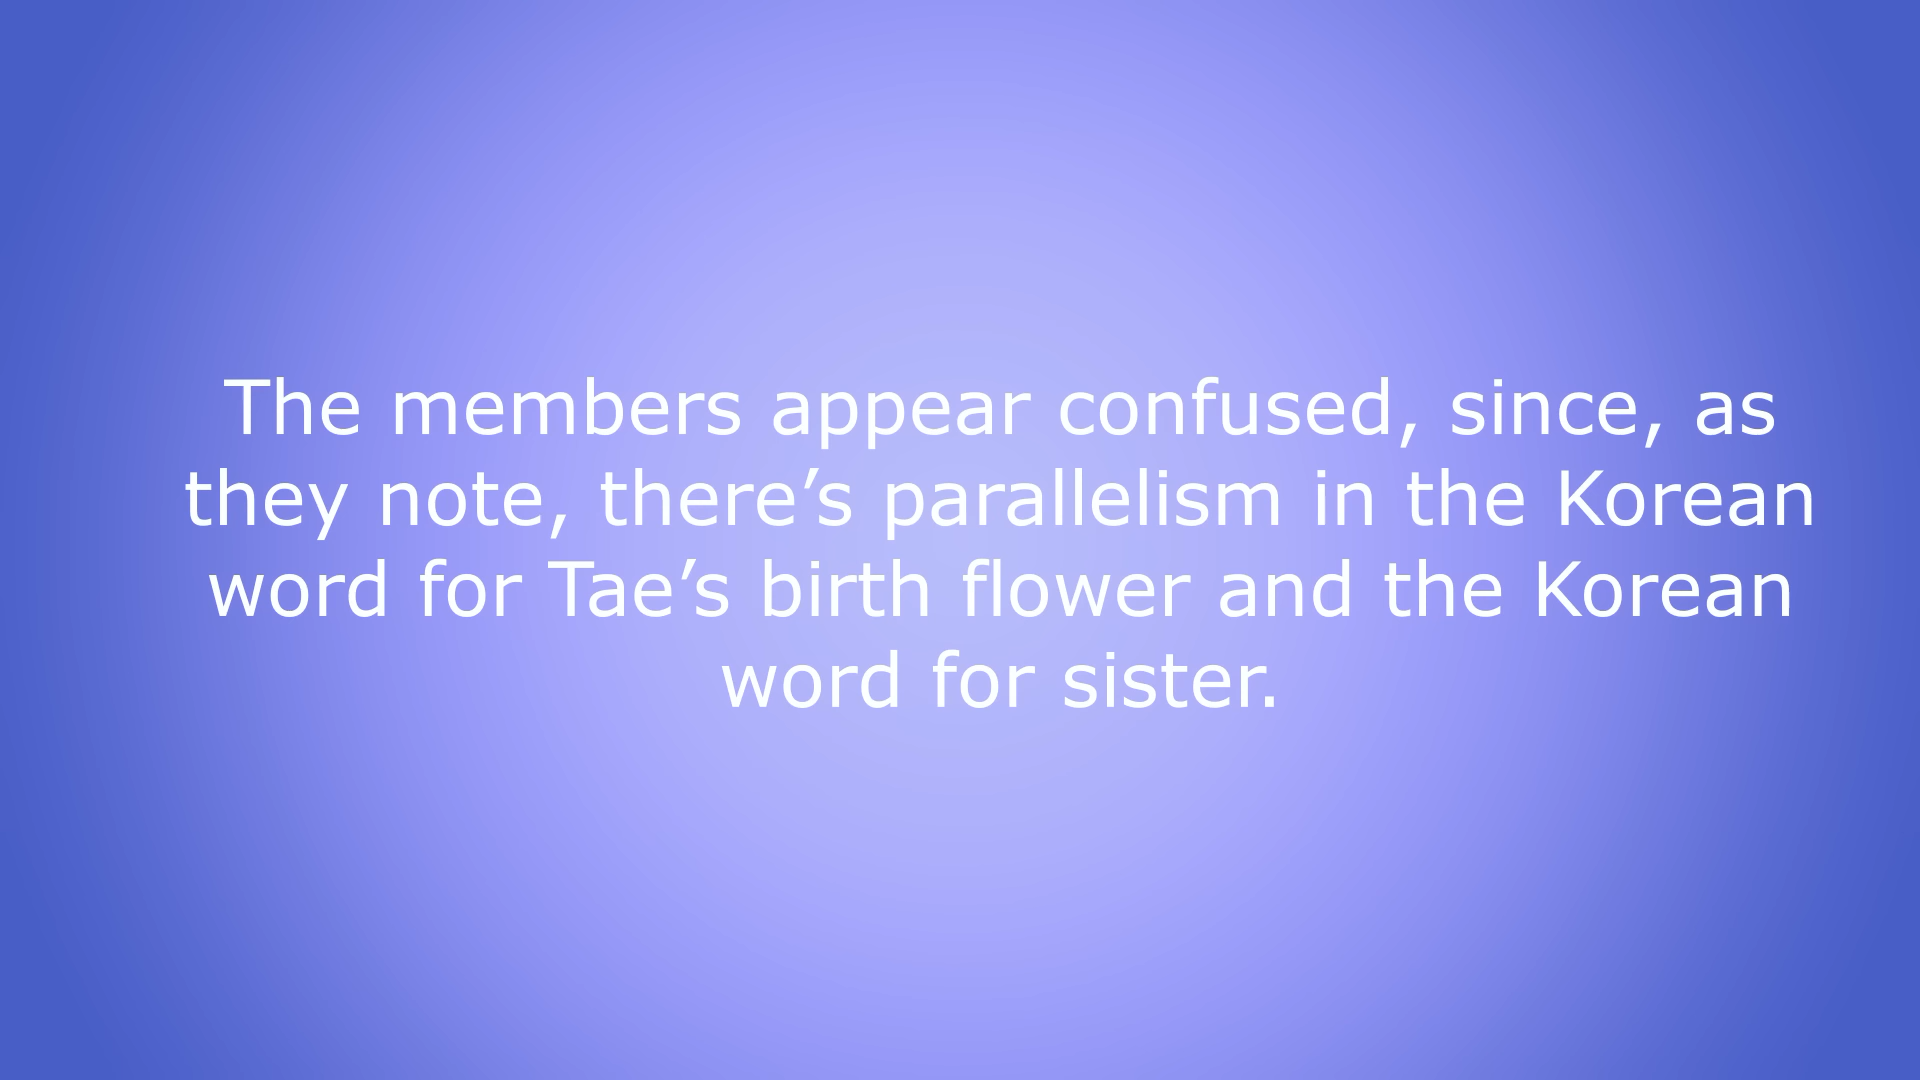 The members appear confused, since, as
they note, there’s parallelism in the Korean
word for Tae’s birth flower and the Korean
word for sister.